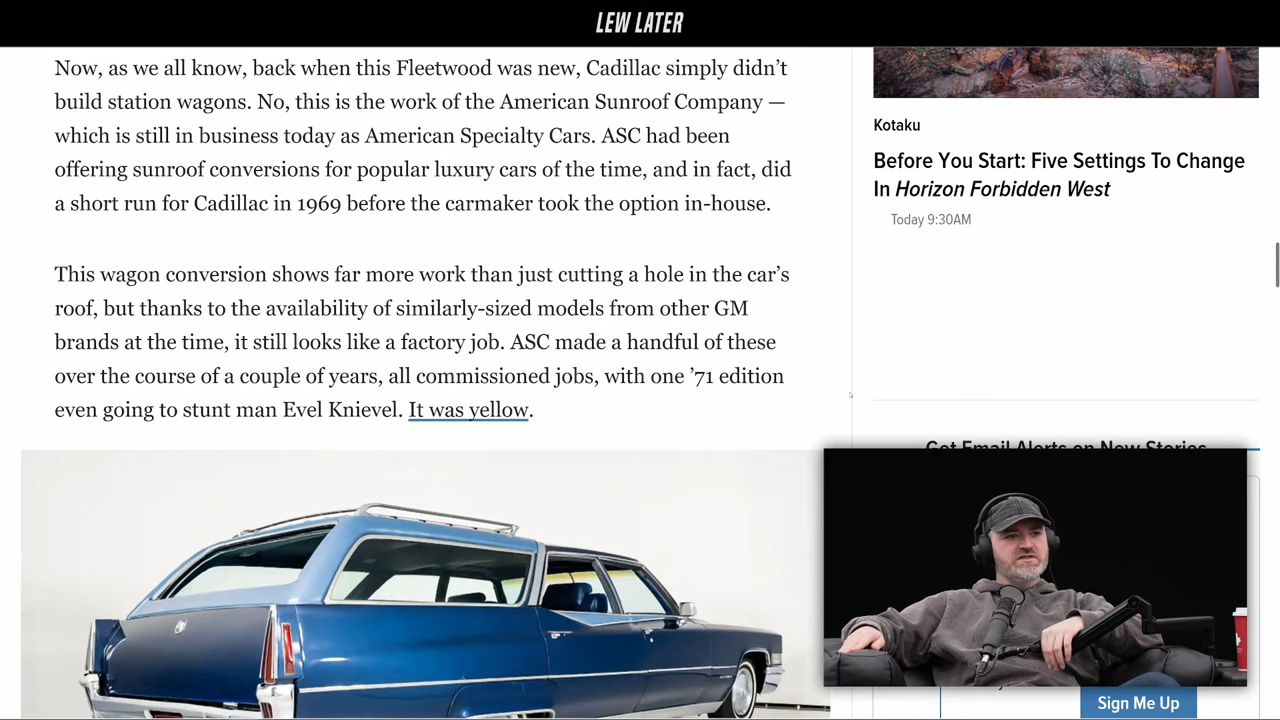 LEW LATER
Now, as we all know, back when this Fleetwood was new, Cadillac simply didn’t
build station wagons. No, this is the work of the American Sunroof Company —
which is still in business today as American Specialty Cars. ASC had been
offering sunroof conversions for popular luxury cars of the time, and in fact, did
a short run for Cadillac in 1969 before the carmaker took the option in-house.
This wagon conversion shows far more work than just cutting a hole in the car’s
roof, but thanks to the availability of similarly-sized models from other GM
brands at the time, it still looks like a factory job. ASC made a handful of these
over the course of a couple of years, all commissioned jobs, with one ’71 edition
even going to stunt man Evel Knievel. It was yellow.
Kotaku
Before You Start: Five Settings To Change
In Horizon Forbidden West
Today 9:30AM
Get Email Alerts on New Stories
Sign Me Up